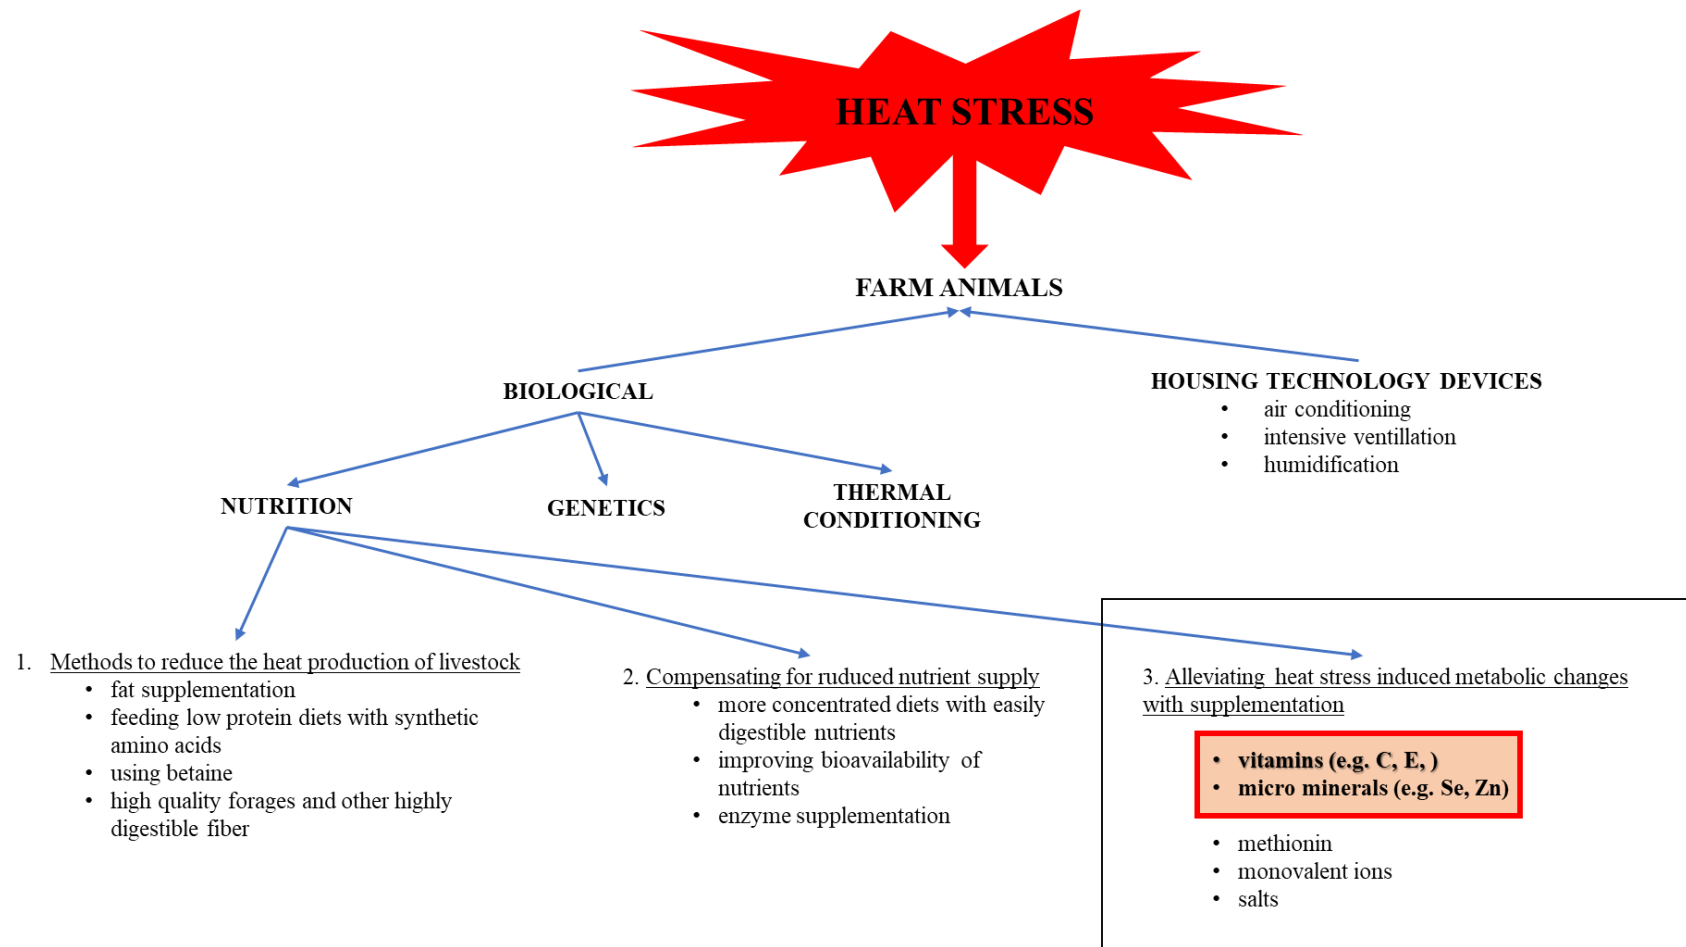 HEAT STRESS
FARM ANIMALS
BIOLOGICAL
HOUSING TECHNOLOGY DEVICES
• air conditioning
• intensive ventillation
• humidification
NUTRITION
GENETICS
THERMAL
CONDITIONING
1. Methods to reduce the heat production of livestock
• fat supplementation
• feeding low protein diets with synthetic
amino acids
• using betaine
• high quality forages and other highly
digestible fiber
2. Compensating for ruduced nutrient supply
• more concentrated diets with easily
digestible nutrients
• improving bioavailability of
nutrients
• enzyme supplementation
3. Alleviating heat stress induced metabolic changes
with supplementation
• vitamins (e.g. C, E, )
• micro minerals (e.g. Se, Zn)
• methionin
• monovalent ions
• salts